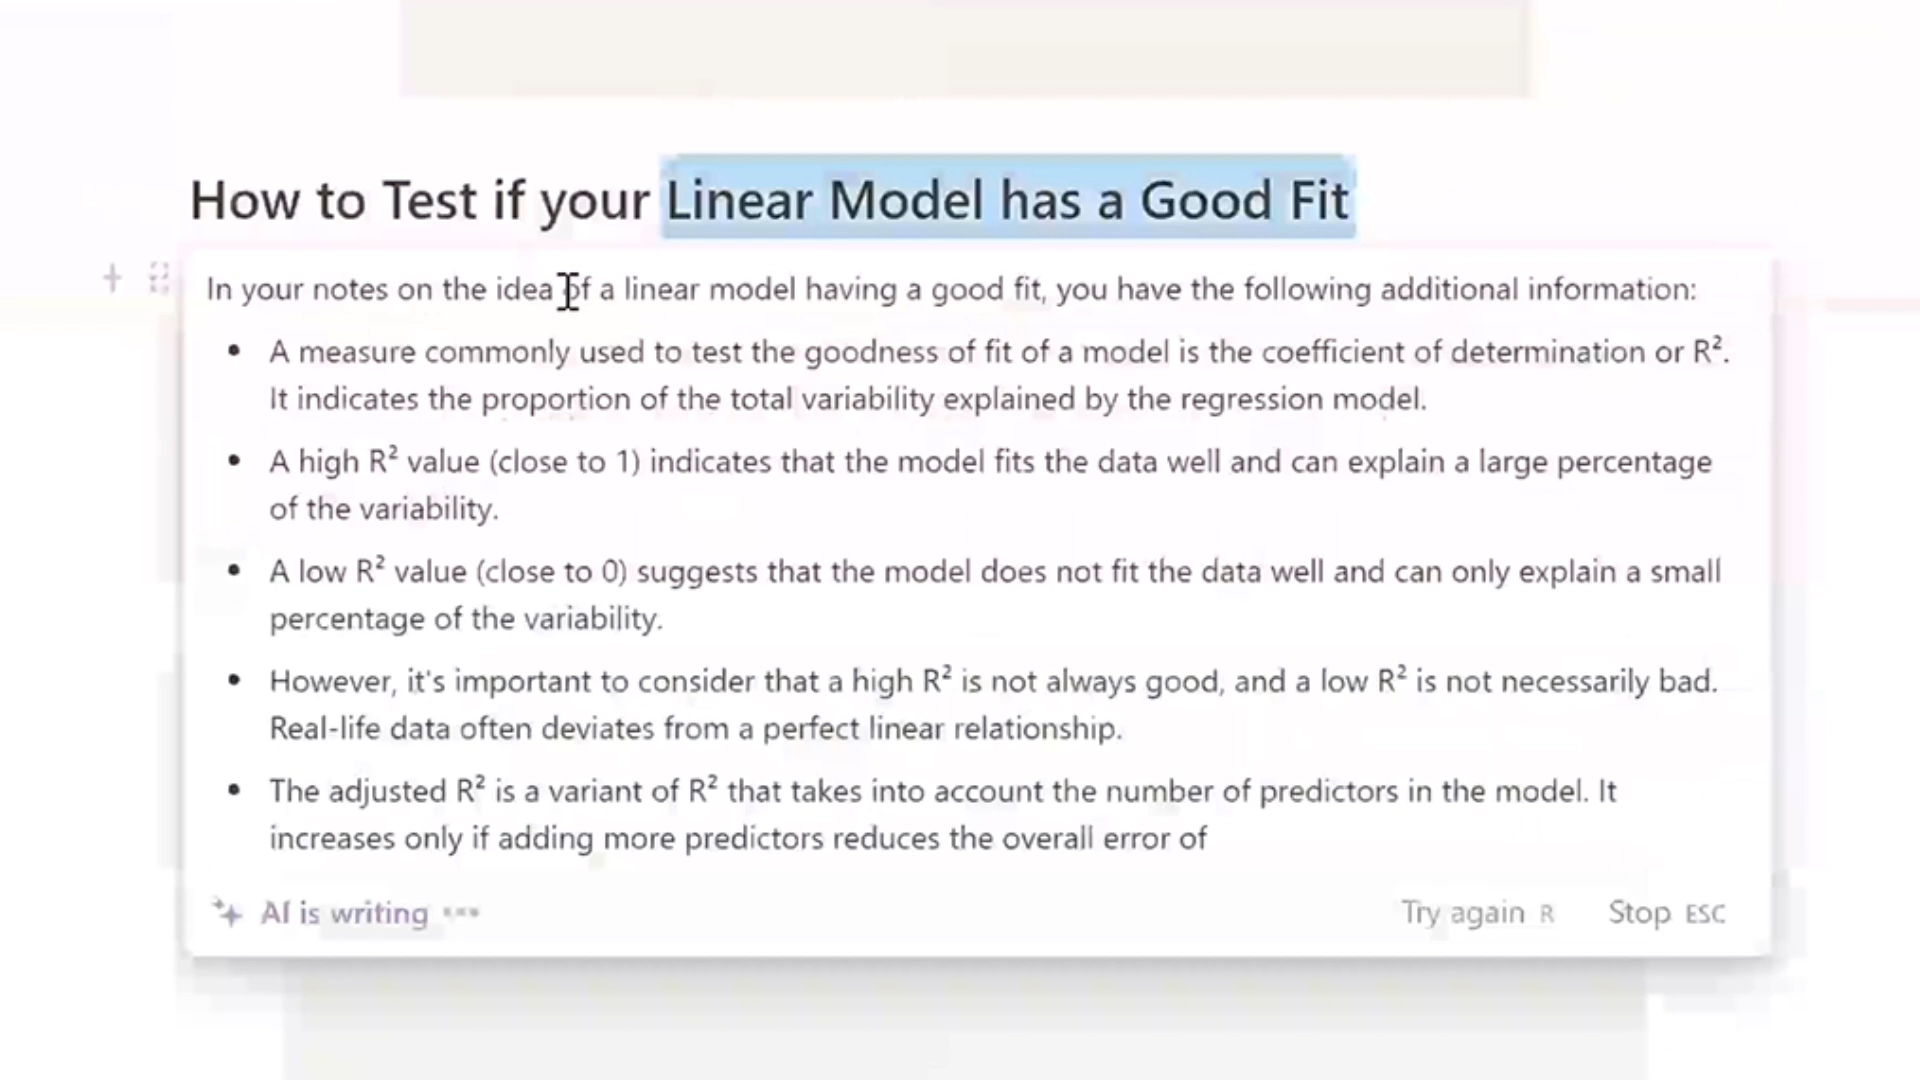 How to Test if your Linear Model has a Good Fit
In your notes on the idea of a linear model having a good fit, you have the following additional information:
• A measure commonly used to test the goodness of fit of a model is the coefficient of determination or R².
It indicates the proportion of the total variability explained by the regression model.
• A high R² value (close to 1) indicates that the model fits the data well and can explain a large percentage
of the variability.
• A low R² value (close to 0) suggests that the model does not fit the data well and can only explain a small
percentage of the variability.
• However, it's important to consider that a high R² is not always good, and a low R² is not necessarily bad.
Real-life data often deviates from a perfect linear relationship.
• The adjusted R² is a variant of R² that takes into account the number of predictors in the model. It
increases only if adding more predictors reduces the overall error of
AI is writing Try again R Stop ESC